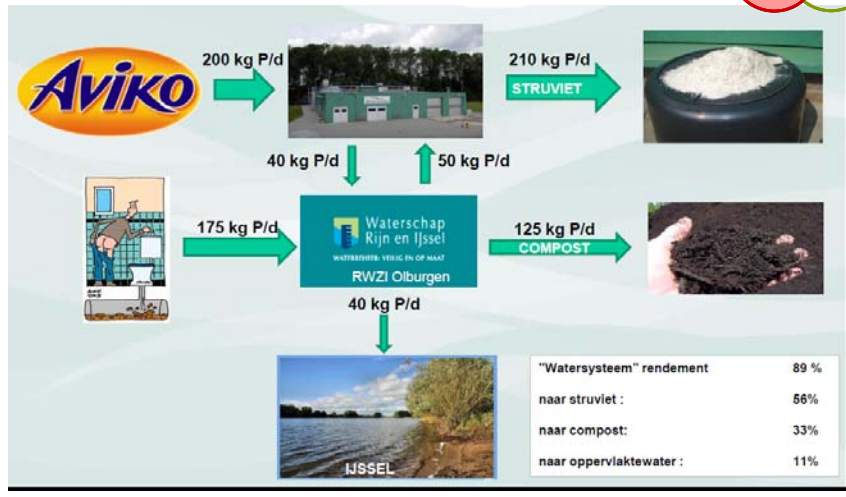 200 kg P/d
210 kg P/d
AVIKO
STRUVIET
40 kg P/d
50 kg P/d
175 kg P/d
Waterschap
Rijn en IJssel
WATERBEHEER: VEILIG EN OP MAAT
RWZI Olburgen
125 kg P/d
COMPOST
40 kg P/d
IJSSEL
"Watersysteem" rendement 89 %
naar struviet : 56%
naar compost: 33%
naar oppervlaktewater : 11%